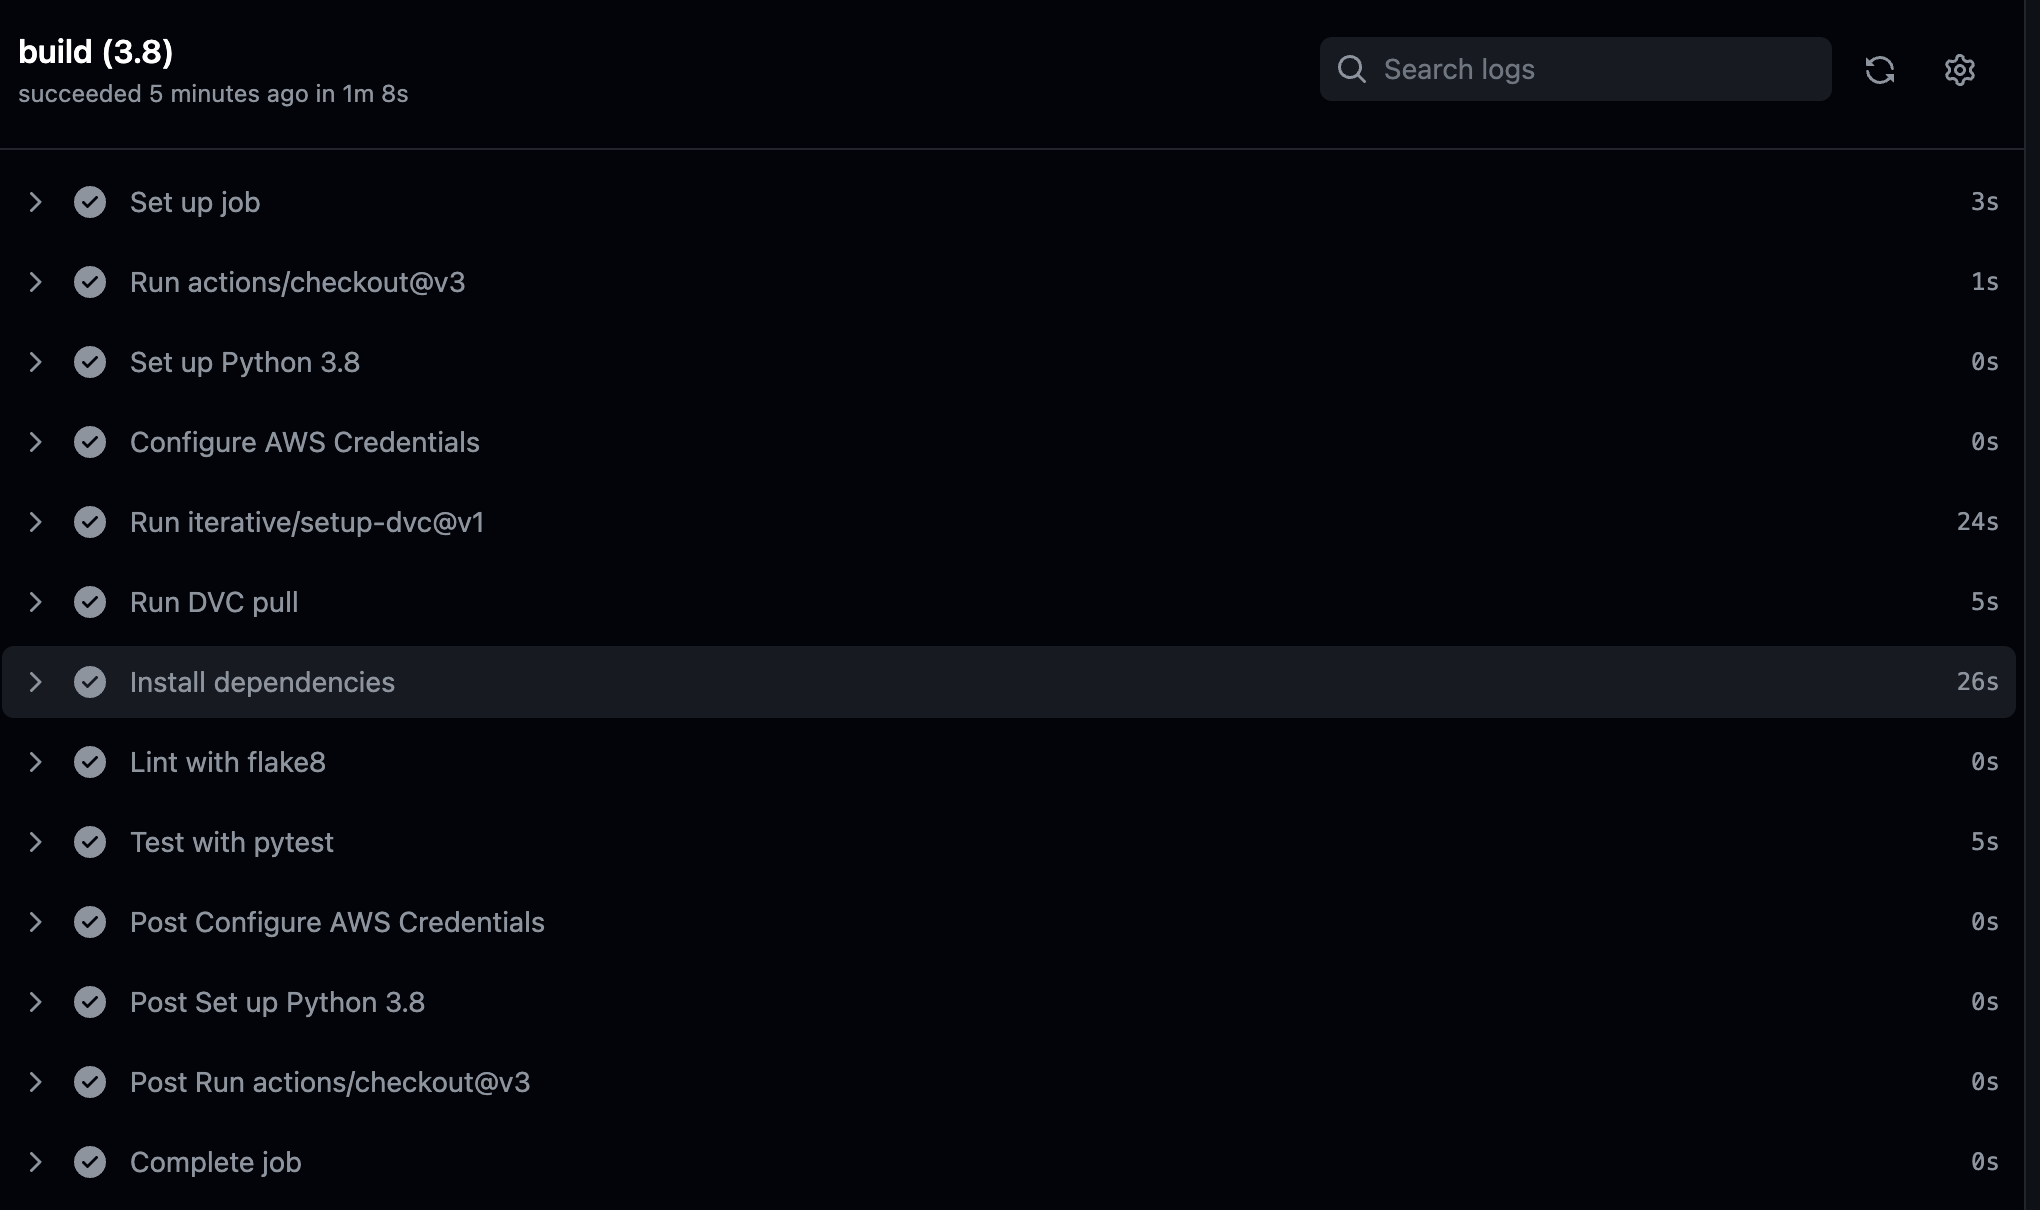 build (3.8)
succeeded 5 minutes ago in 1m 8s
Search logs
Set up job 3s
Run actions/checkout@v3 1s
Set up Python 3.8 0s
Configure AWS Credentials 0s
Run iterative/setup-dvc@v1 24s
Run DVC pull 5s
Install dependencies 26s
Lint with flake8 0s
Test with pytest 5s
Post Configure AWS Credentials 0s
Post Set up Python 3.8 0s
Post Run actions/checkout@v3 0s
Complete job 0s